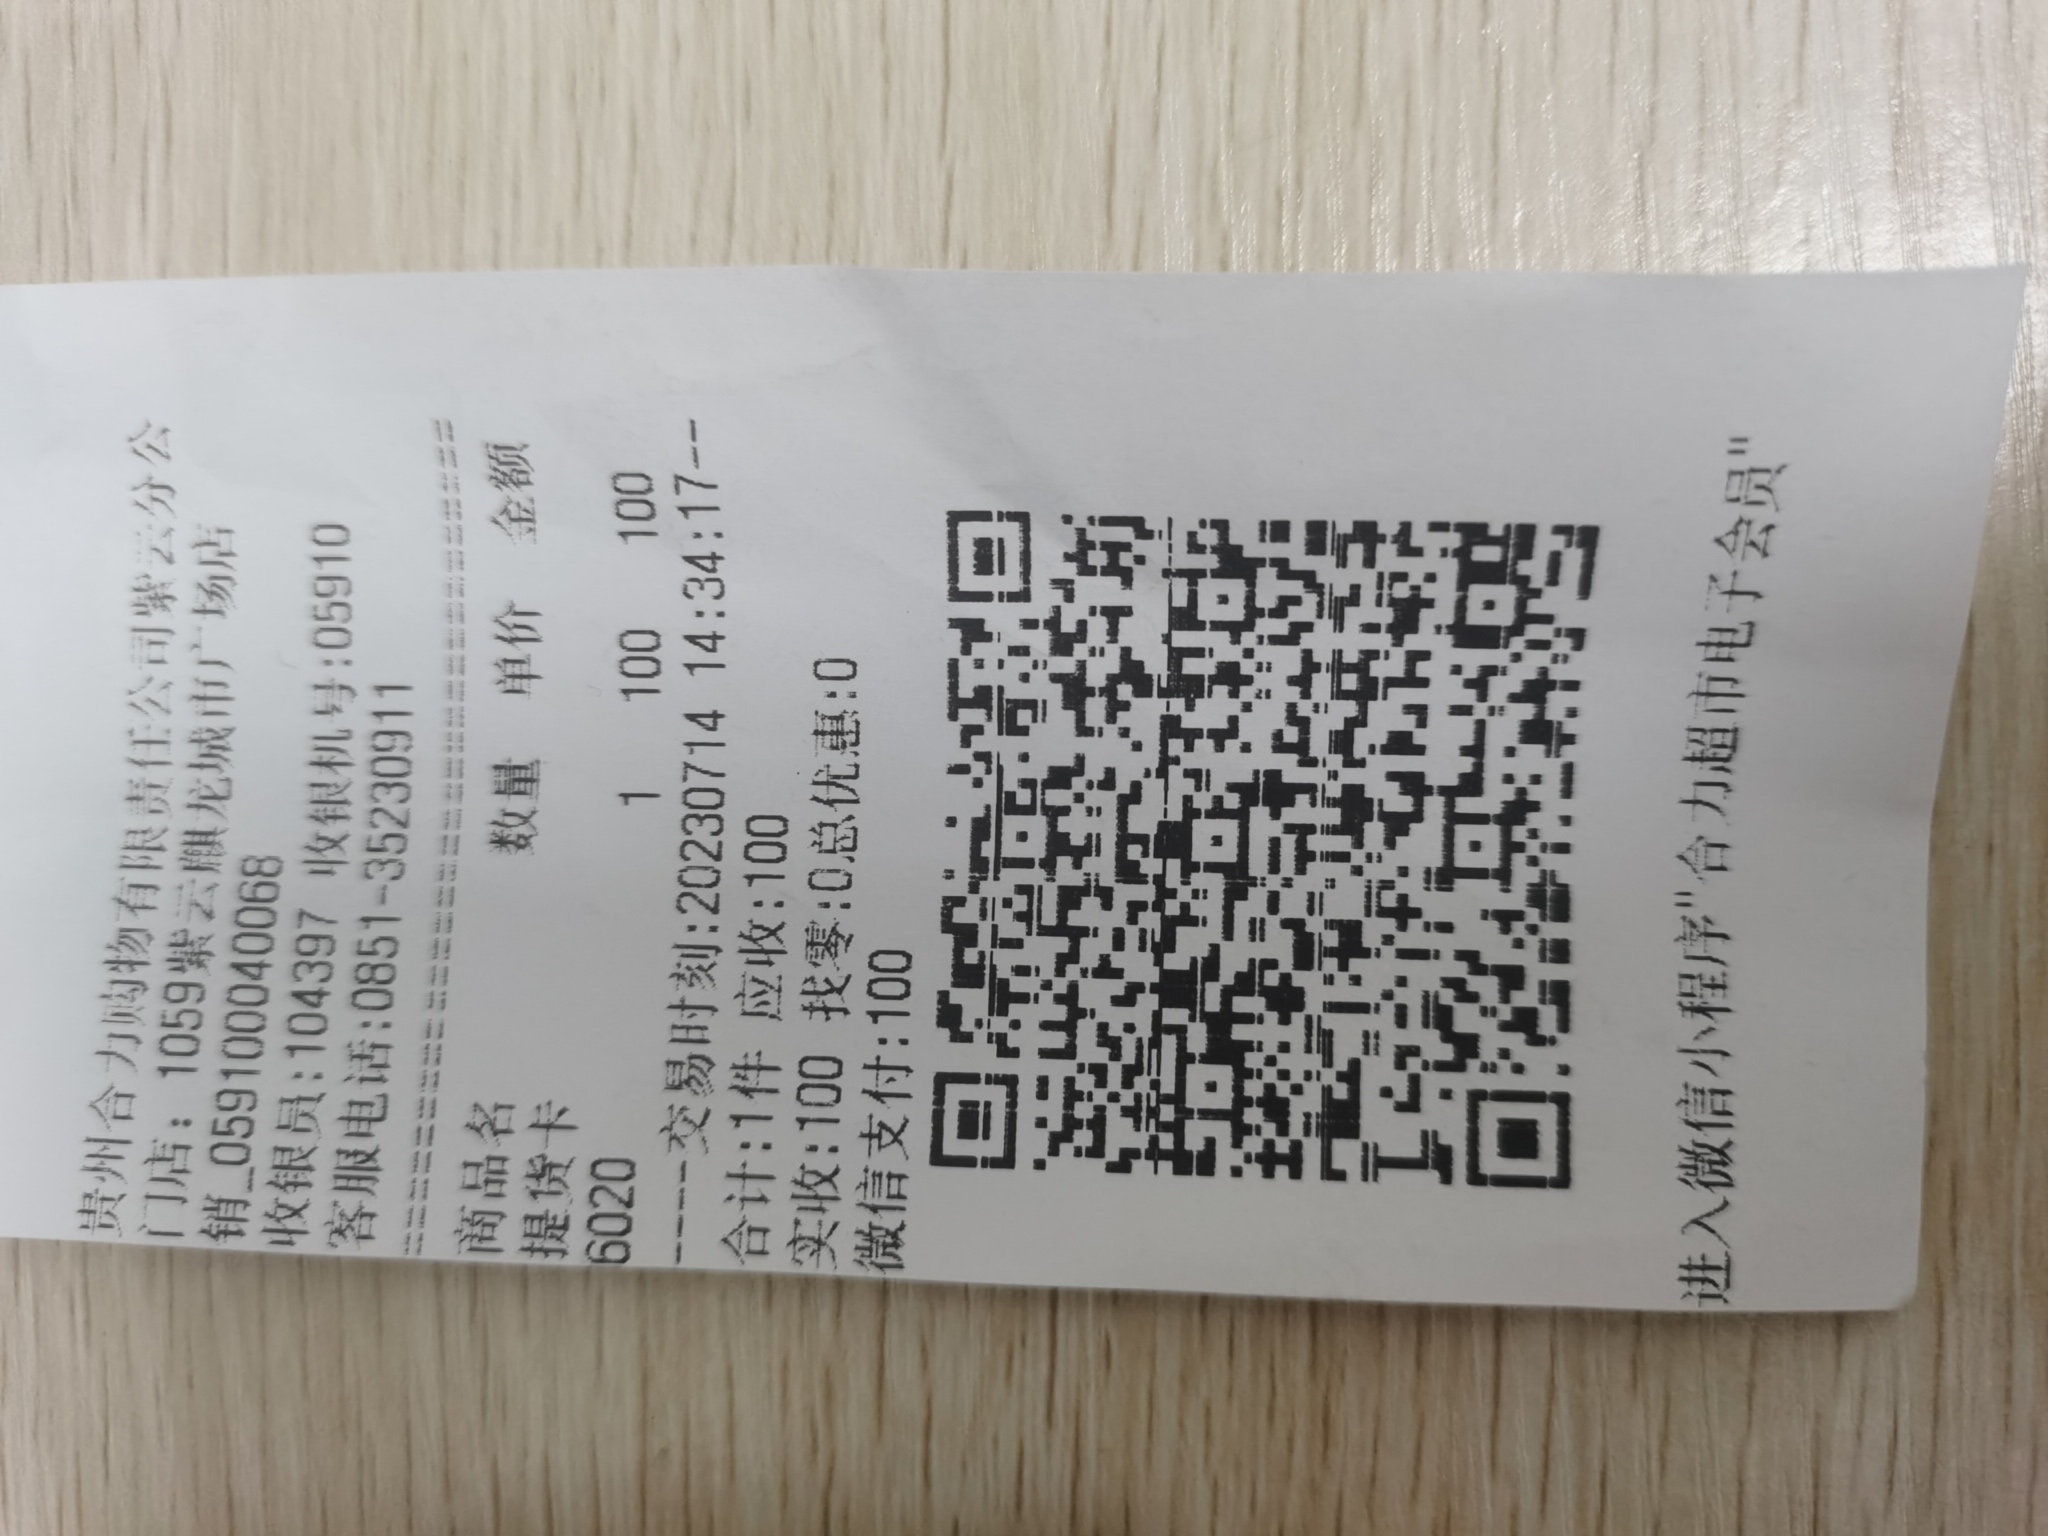 贵州合力购物有限责任公司紫云分公
门店: 1059紫云麒龙城市广场店
销_0591000040068
收银员:104397 收银机号:05910
客服电话:0851-35230911
================================
商品名 数量 单价 金额
提货卡
6020 1 100 100
----交易时刻:20230714 14:34:17--
合计:1件 应收:100
实收:100 找零:0总优惠:0
微信支付:100
进入微信小程序"合力超市电子会员"